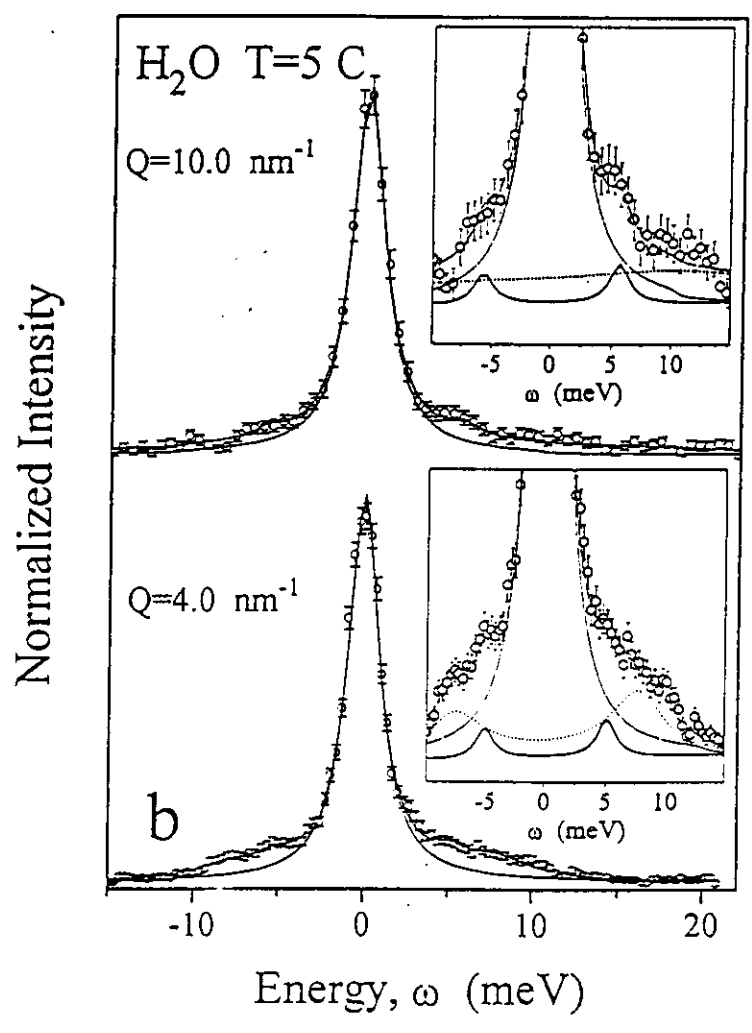 H₂O T=5 C
Q=10.0 nm⁻¹
-5 0 5 10
ω (meV)
Q=4.0 nm⁻¹
-5 0 5 10
ω (meV)
b
-10 0 10 20
Energy, ω (meV)
Normalized Intensity